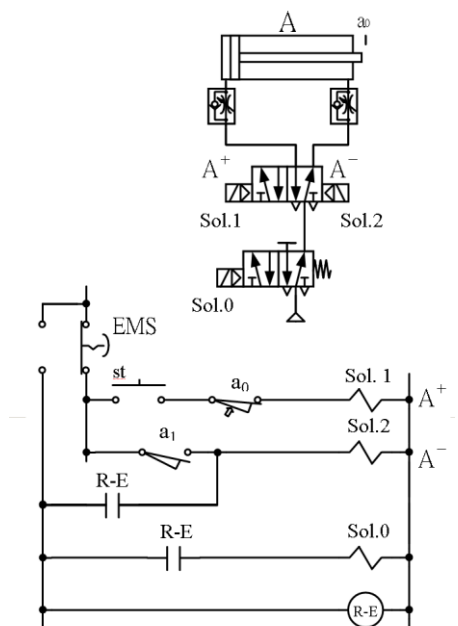 A a₀
A⁺ A⁻
Sol.1 Sol.2
Sol.0
EMS
st a₀ Sol. 1 A⁺
a₁ Sol.2 A⁻
R-E
R-E Sol.0
R-E